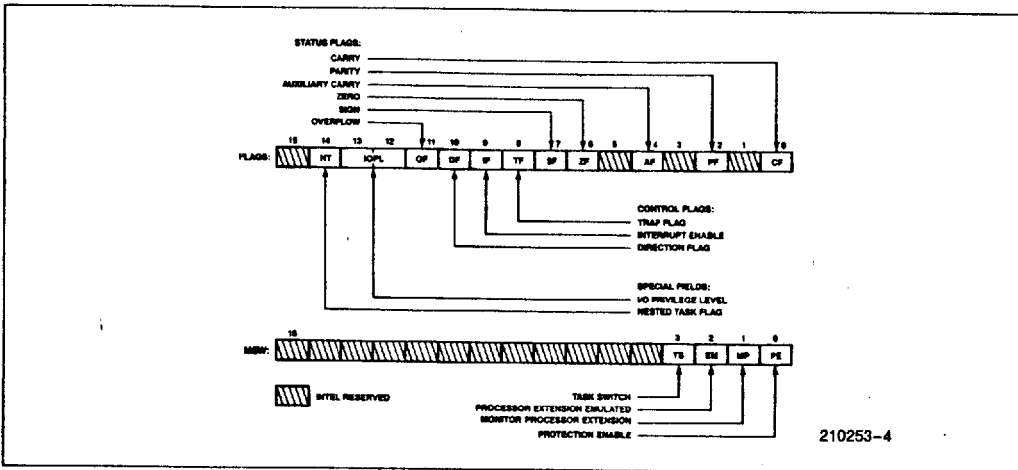 STATUS FLAGS:
CARRY
PARITY
AUXILIARY CARRY
ZERO
SIGN
OVERFLOW
15 14 13 12 11 10 9 8 7 6 5 4 3 2 1 0
FLAGS: NT IOPL OF DF IF TF SF ZF AF PF CF
CONTROL FLAGS:
TRAP FLAG
INTERRUPT ENABLE
DIRECTION FLAG
SPECIAL FIELDS:
I/O PRIVILEGE LEVEL
NESTED TASK FLAG
3 2 1 0
MSW: TS EM MP PE
INTEL RESERVED
TASK SWITCH
PROCESSOR EXTENSION EMULATED
MONITOR PROCESSOR EXTENSION
PROTECTION ENABLE
210253-4